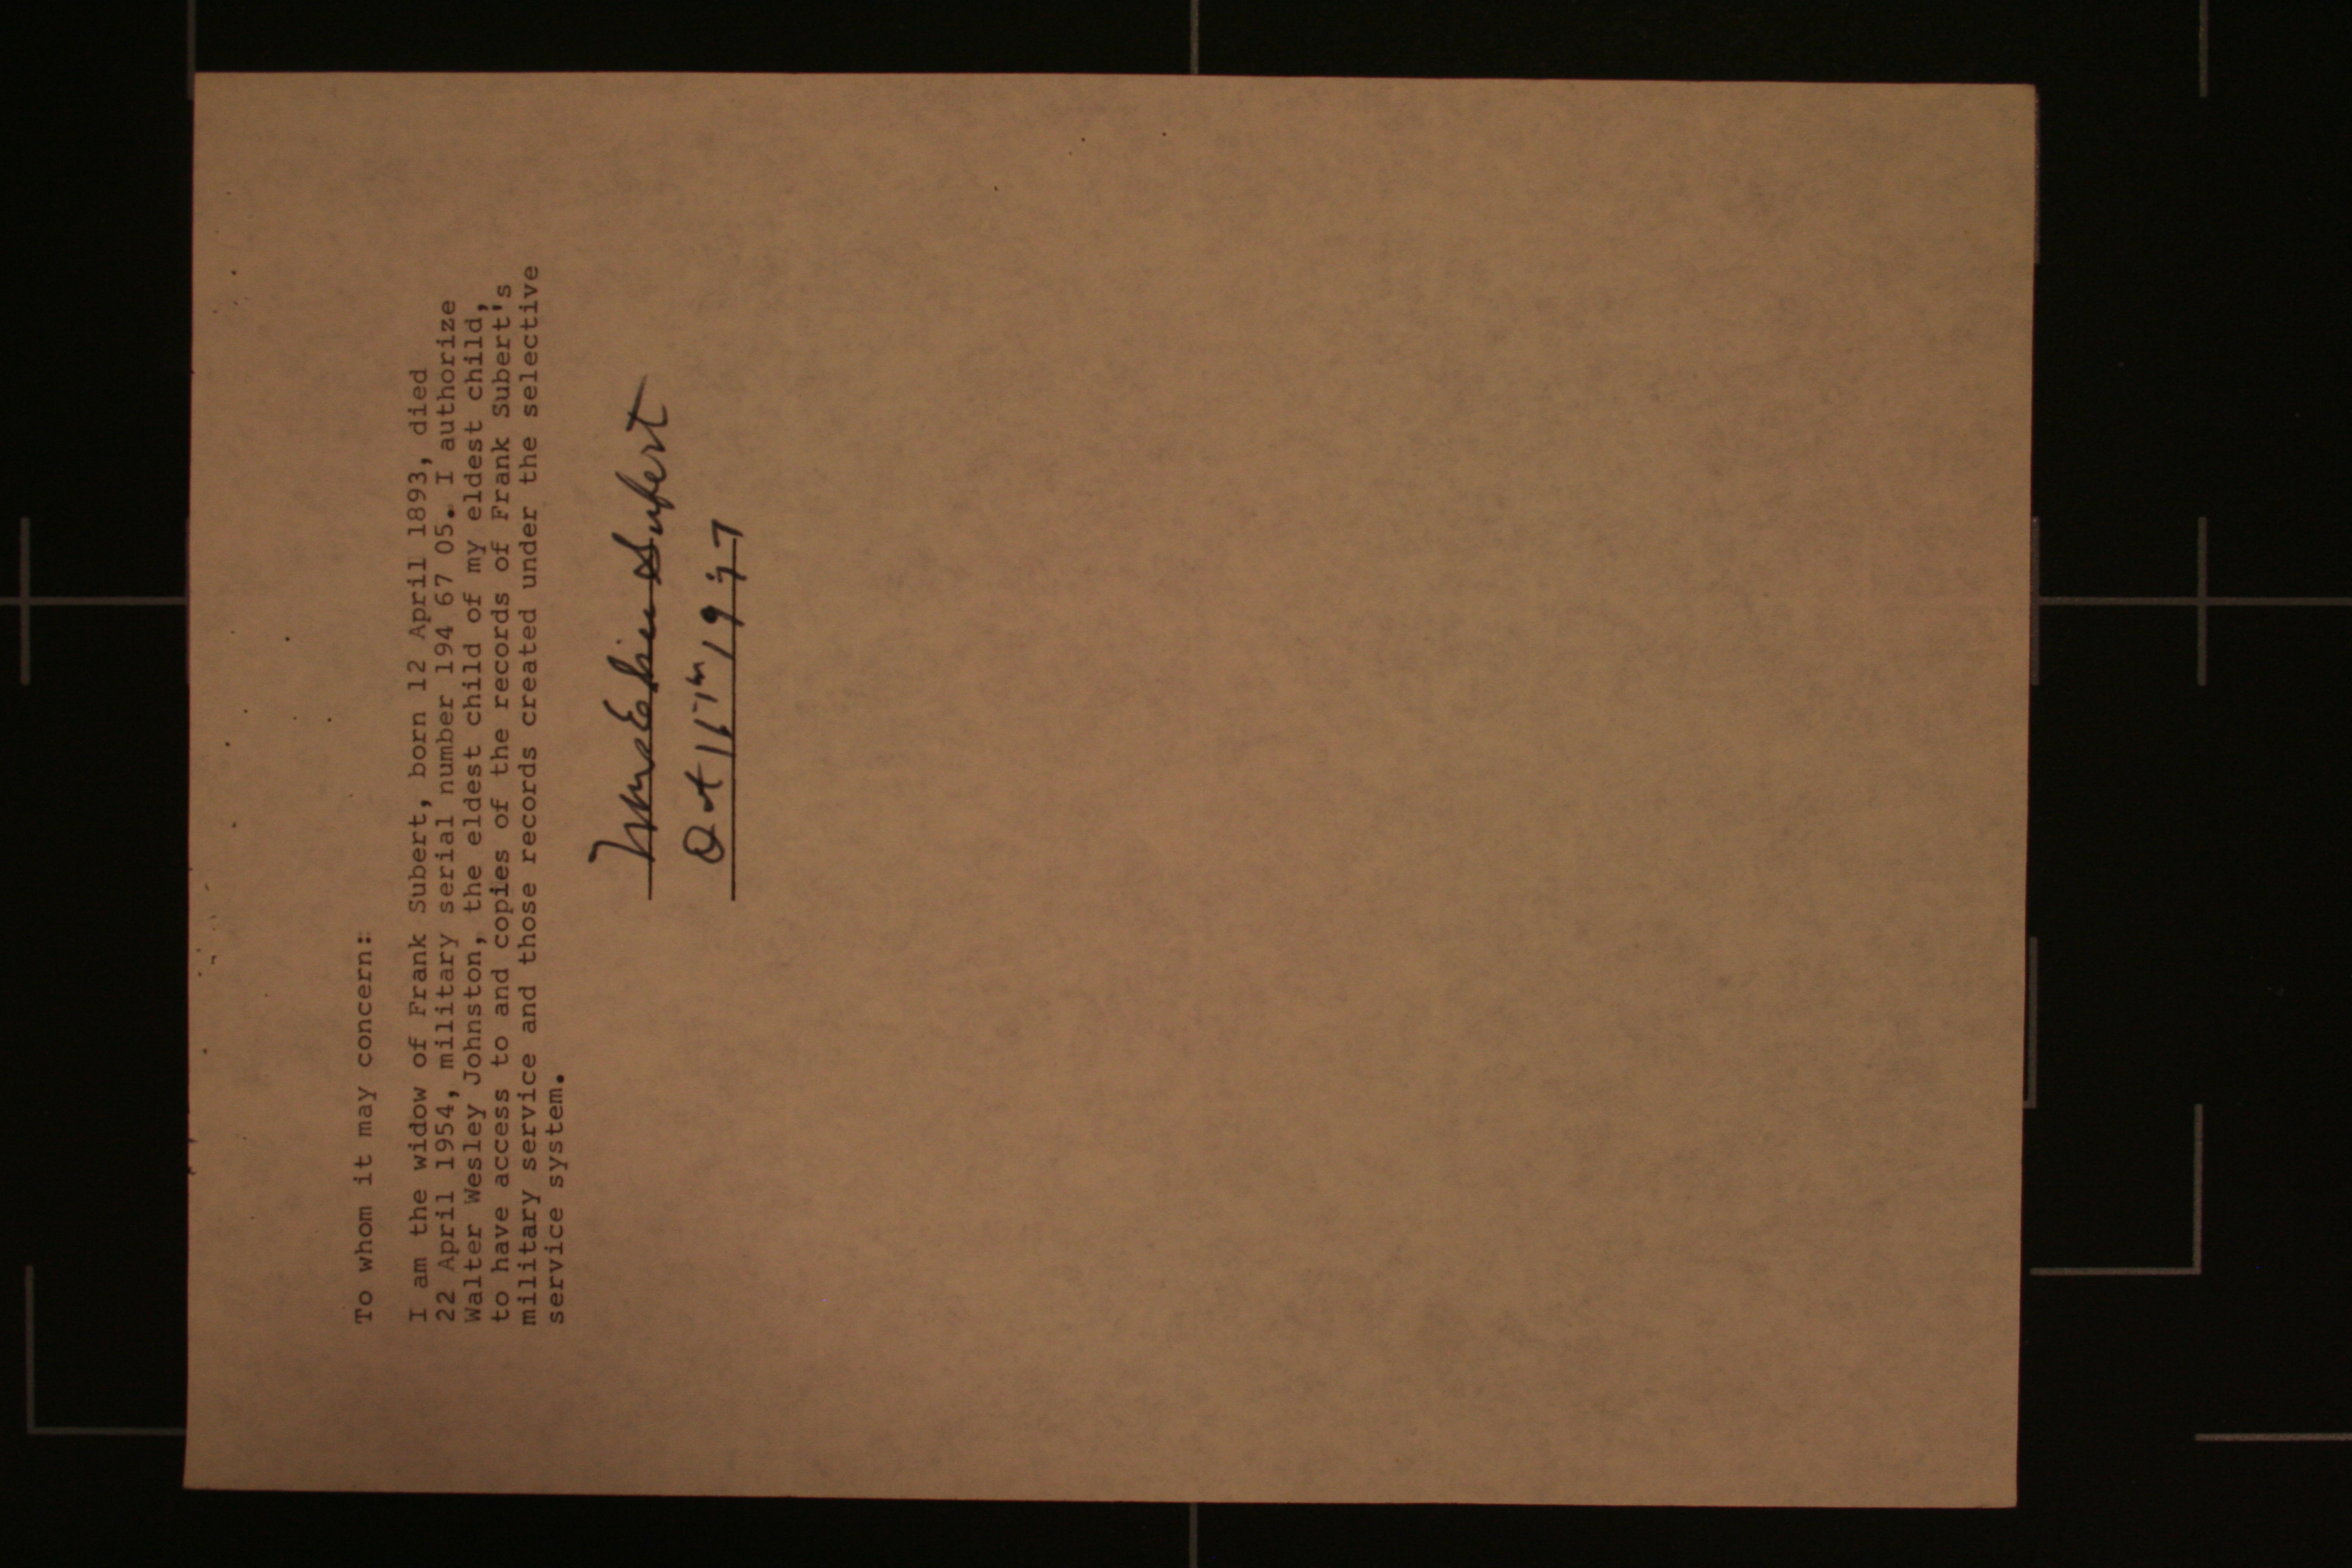 To whom it may concern:
I am the widow of Frank Subert, born 12 April 1893, died
22 April 1954, military serial number 194 67 05. I authorize
Walter Wesley Johnston, the eldest child of my eldest child,
to have access to and copies of the records of Frank Subert's
military service and those records created under the selective
service system.
Subert
Oct 11th, 1977